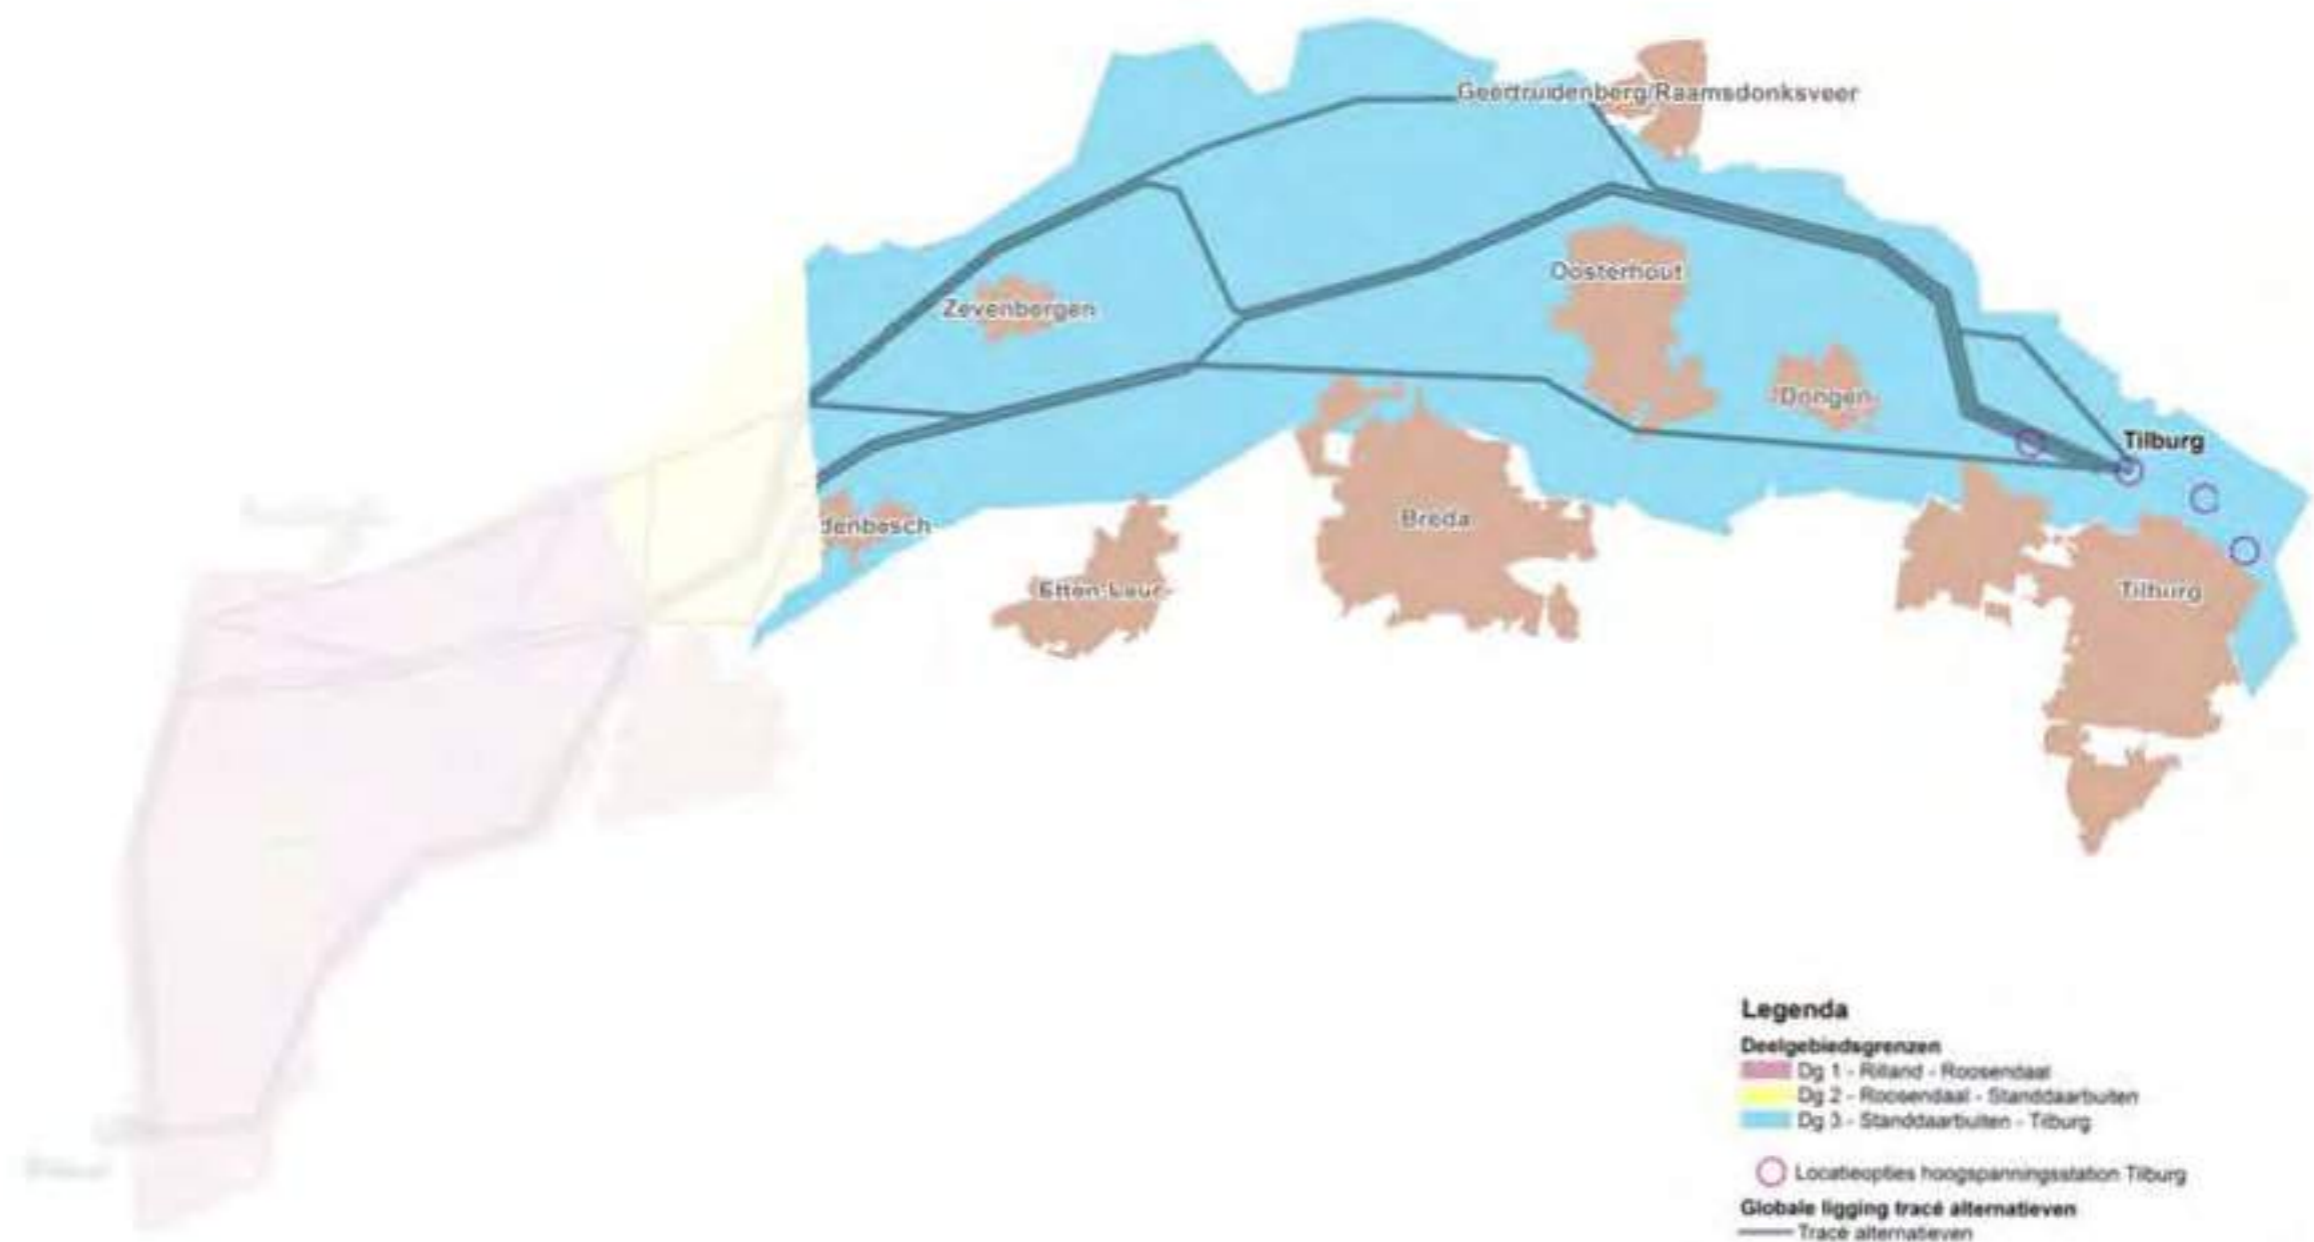 Geertruidenberg/Raamsdonksveer
Oosterhout
Zevenbergen
Dongen
Tilburg
denbosch
Breda
Etten-Leur
Tilburg
Legenda
Deelgebiedsgrenzen
Dg 1 - Rilland - Roosendaal
Dg 2 - Roosendaal - Standdaarbuiten
Dg 3 - Standdaarbuiten - Tilburg
Locatieopties hoogspanningsstation Tilburg
Globale ligging tracé alternatieven
Tracé alternatieven